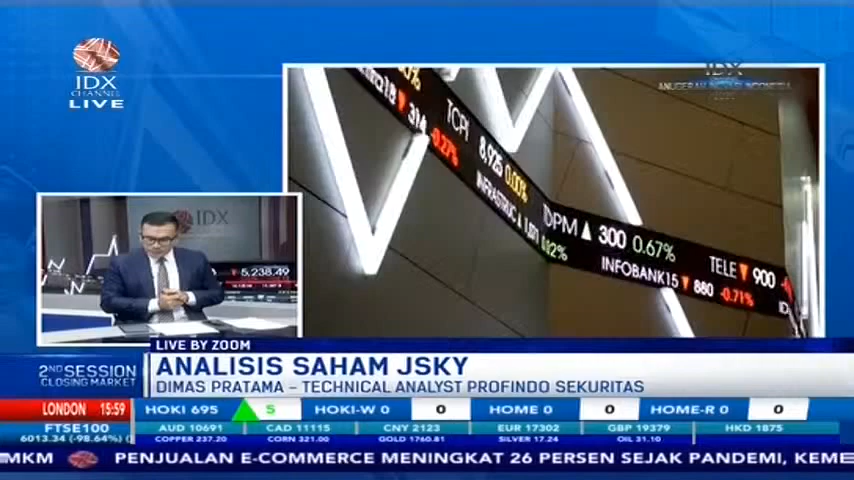 IDX
CHANNEL
LIVE
IDX
ANUGERAH INOVASI INDONESIA
TCPI
8,925 0.00%
314 -0.27%
INFRASTRUC
IDPM ▲ 300 0.67%
INFOBANK15 ▼ 880 -0.71%
TELE ▼ 900
IDX
5,238.49
LIVE BY ZOOM
2ND SESSION
CLOSING MARKET
ANALISIS SAHAM JSKY
DIMAS PRATAMA – TECHNICAL ANALYST PROFINDO SEKURITAS
LONDON 15:59
HOKI 695 ▲ 5 HOKI-W 0 0 HOME 0 0 HOME-R 0 0
FTSE100
AUD 10691 CAD 11115 CNY 2123 EUR 17302 GBP 19379 HKD 1875
6013.34 (-98.64%)
COPPER 237.20 CORN 321.00 GOLD 1760.81 SILVER 17.24 OIL 31.10
MKM PENJUALAN E-COMMERCE MENINGKAT 26 PERSEN SEJAK PANDEMI, KEME